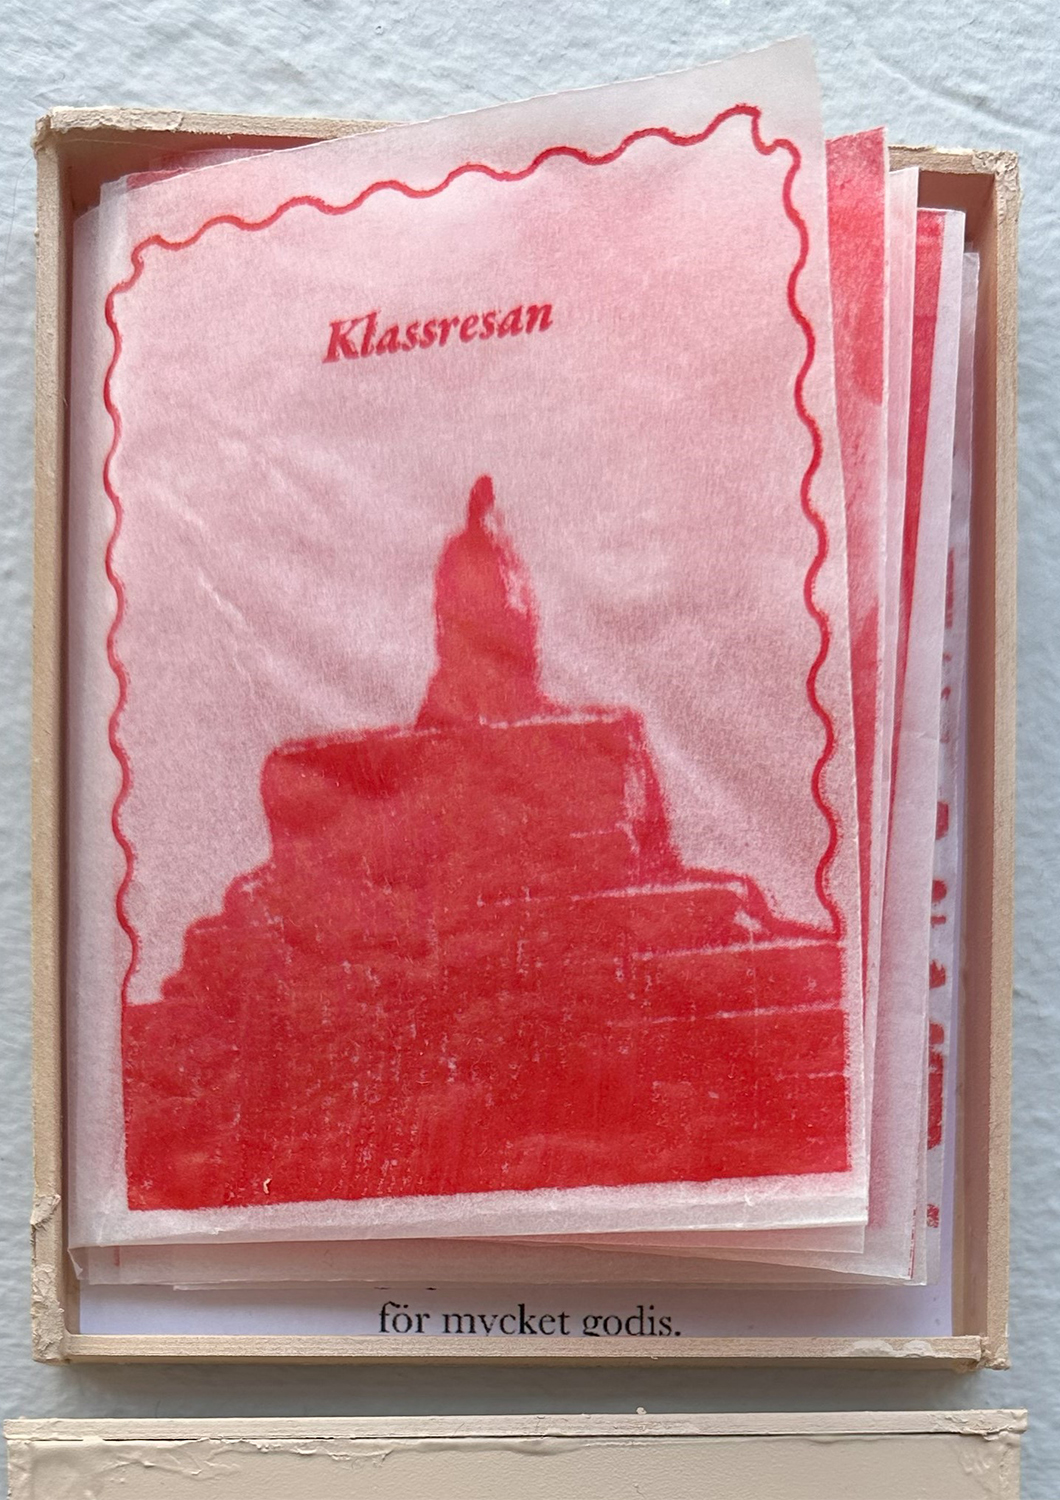 Klassresan
för mycket godis.